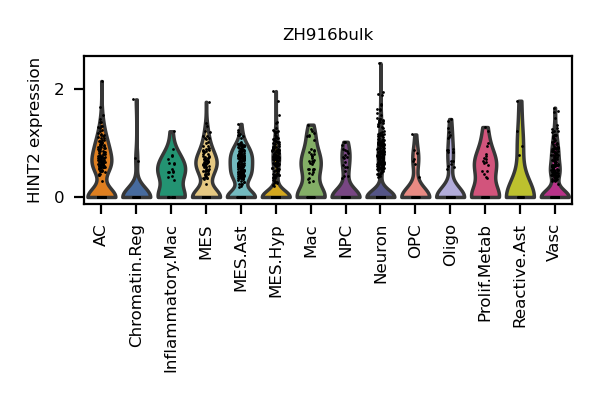 ZH916bulk
HINT2 expression
2
0
AC
Chromatin.Reg
Inflammatory.Mac
MES
MES.Ast
MES.Hyp
Mac
NPC
Neuron
OPC
Oligo
Prolif.Metab
Reactive.Ast
Vasc